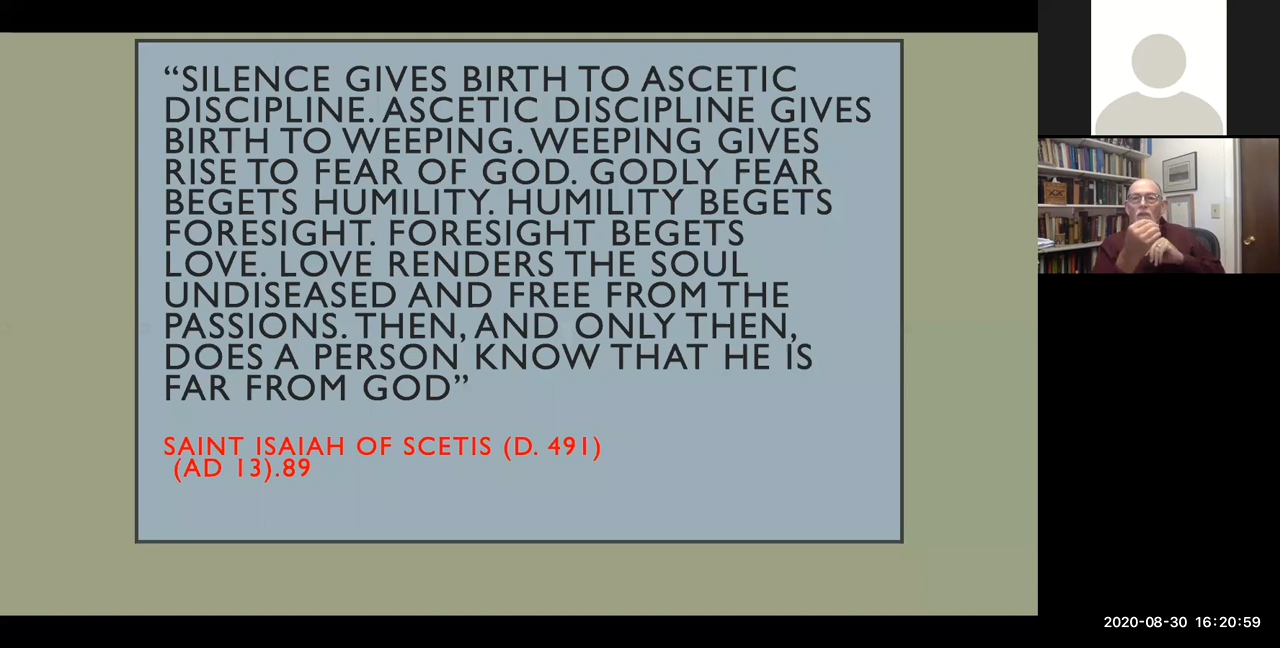 “SILENCE GIVES BIRTH TO ASCETIC
DISCIPLINE. ASCETIC DISCIPLINE GIVES
BIRTH TO WEEPING. WEEPING GIVES
RISE TO FEAR OF GOD. GODLY FEAR
BEGETS HUMILITY. HUMILITY BEGETS
FORESIGHT. FORESIGHT BEGETS
LOVE. LOVE RENDERS THE SOUL
UNDISEASED AND FREE FROM THE
PASSIONS. THEN, AND ONLY THEN,
DOES A PERSON KNOW THAT HE IS
FAR FROM GOD”
SAINT ISAIAH OF SCETIS (D. 491)
(AD 13).89
2020-08-30 16:20:59